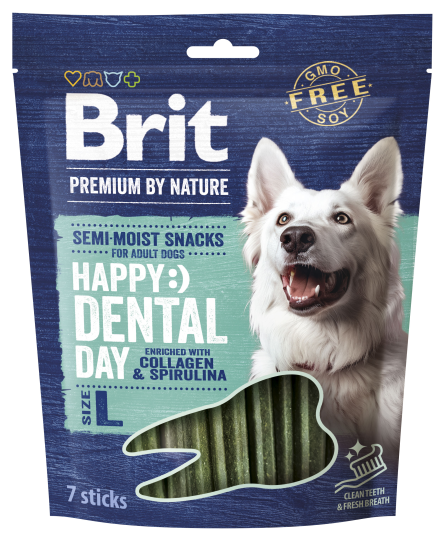 Brit
PREMIUM BY NATURE
GMO
FREE
SOY
SEMI-MOIST SNACKS
FOR ADULT DOGS
HAPPY:)
DENTAL
DAY
ENRICHED WITH
COLLAGEN
& SPIRULINA
SIZE
L
7 sticks
CLEAN TEETH
& FRESH BREATH